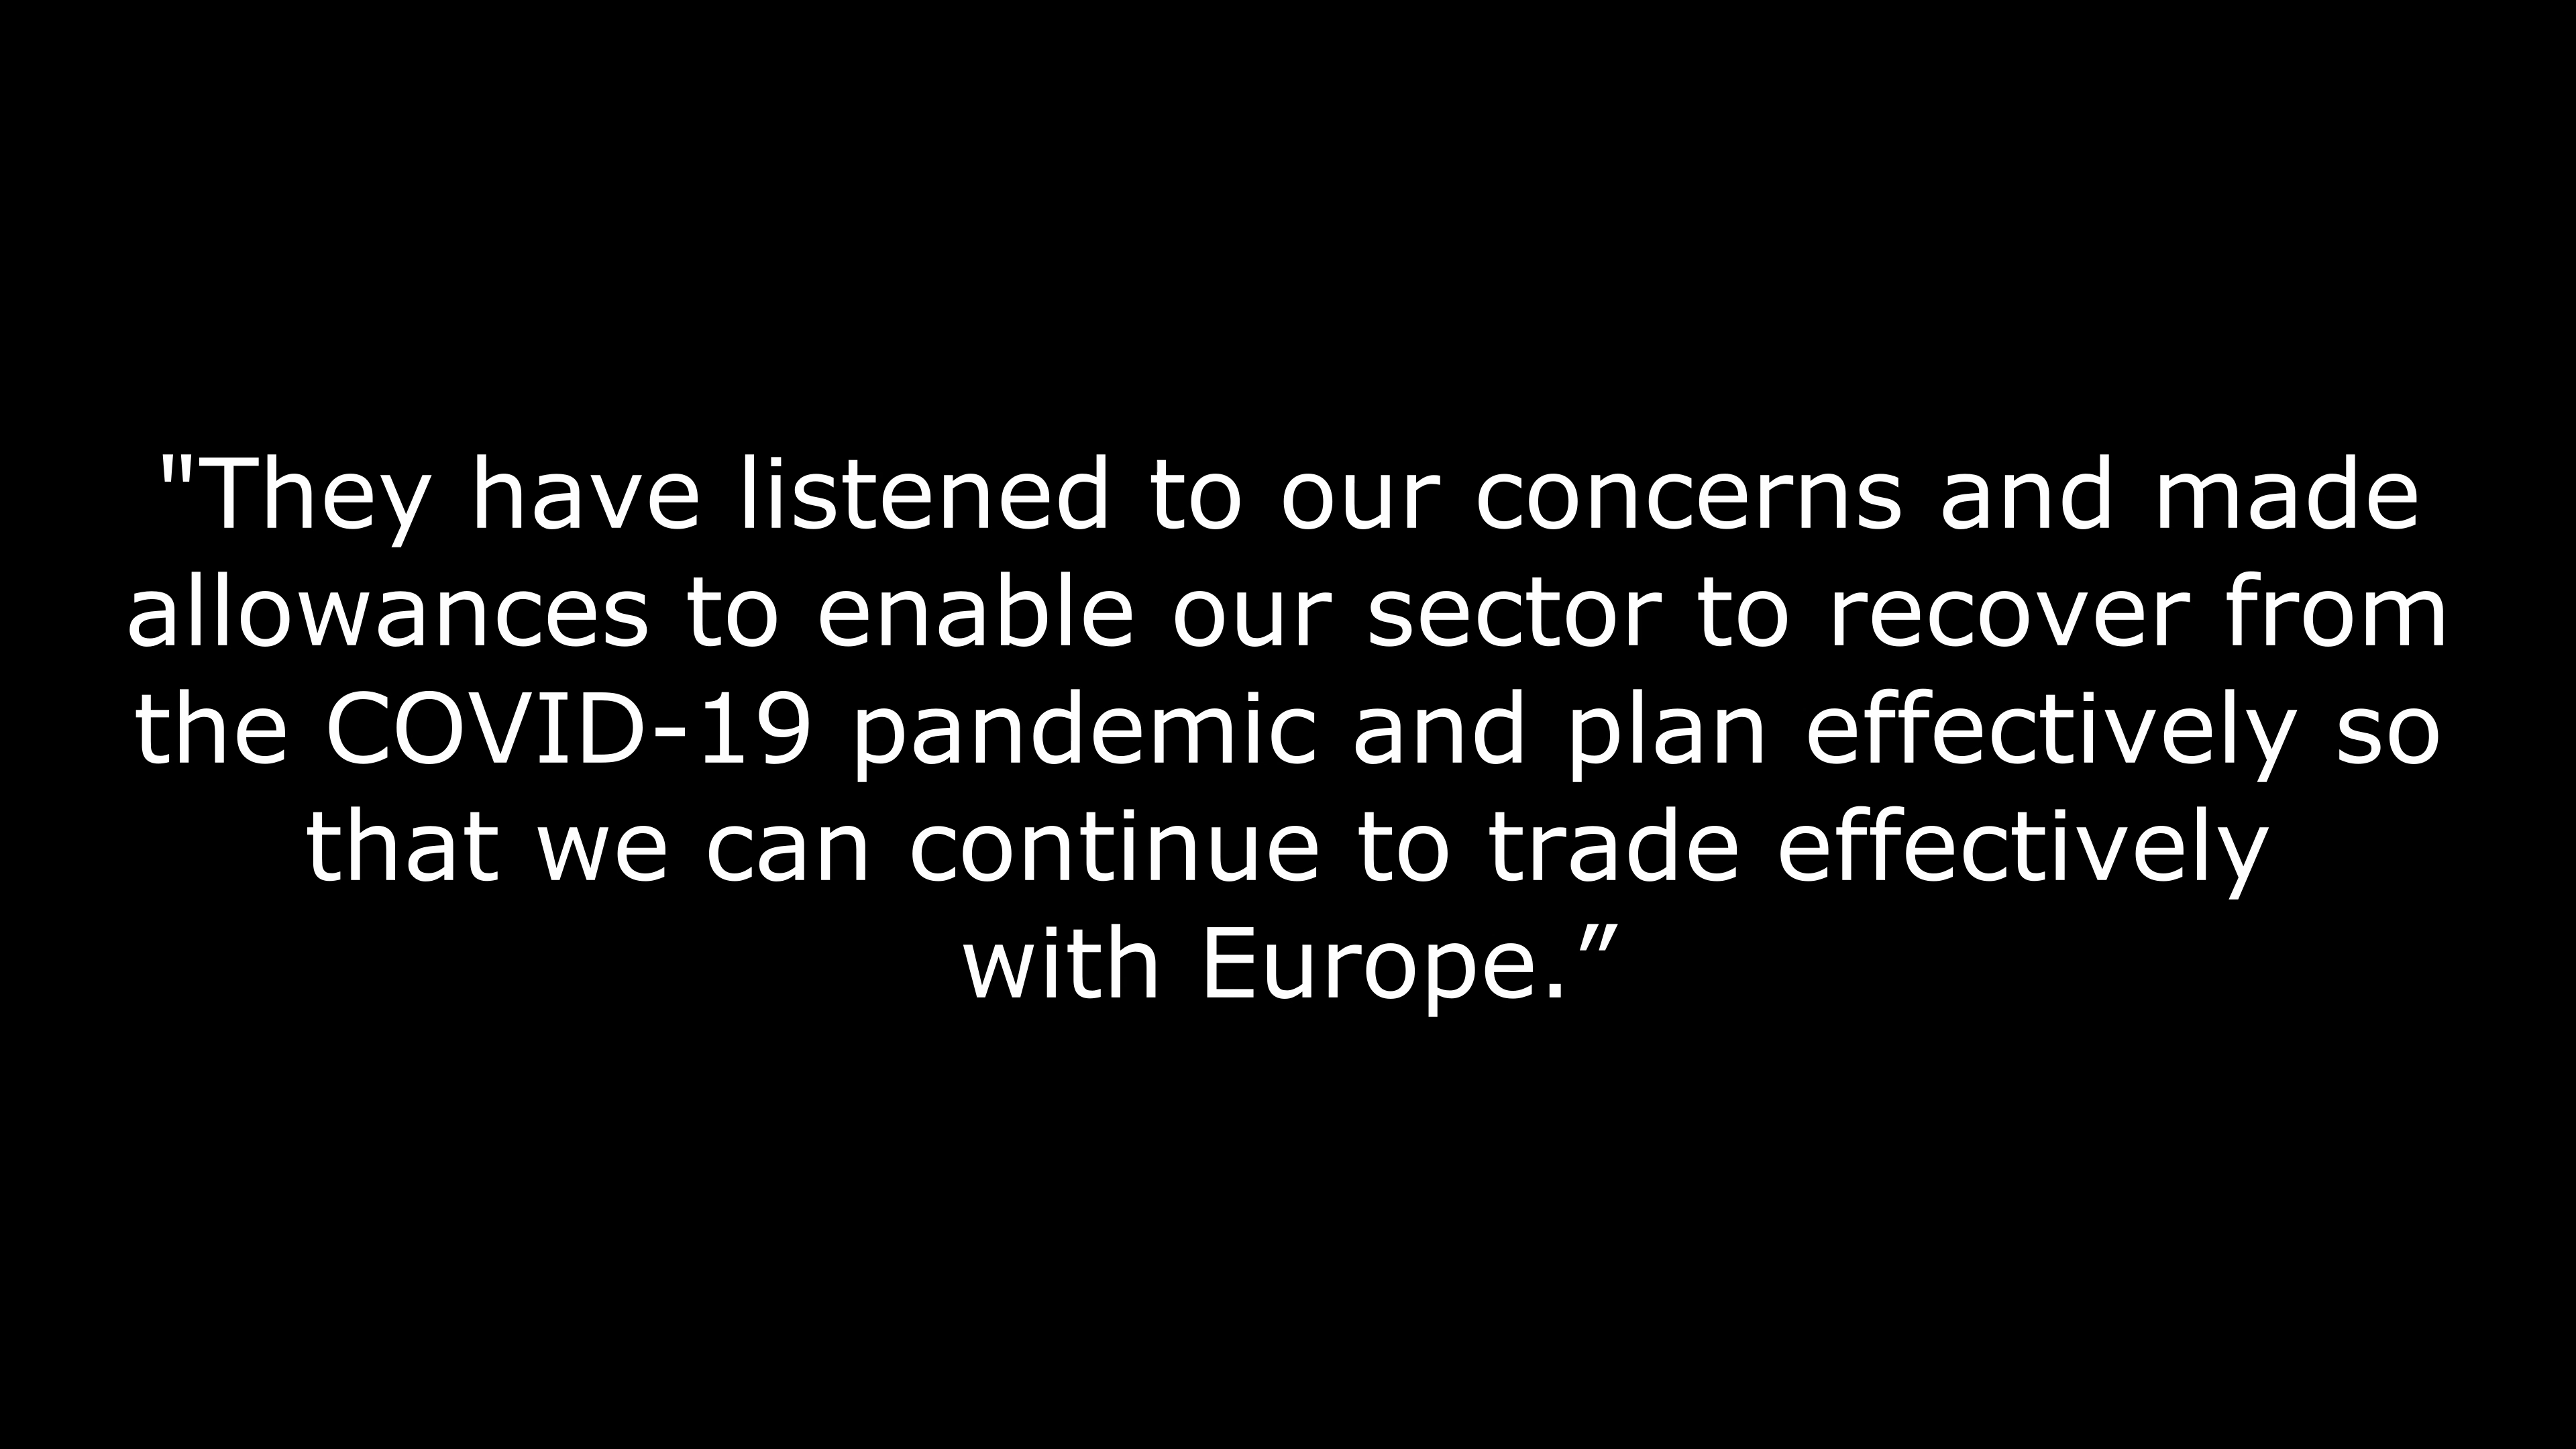 "They have listened to our concerns and made
allowances to enable our sector to recover from
the COVID-19 pandemic and plan effectively so
that we can continue to trade effectively
with Europe.”